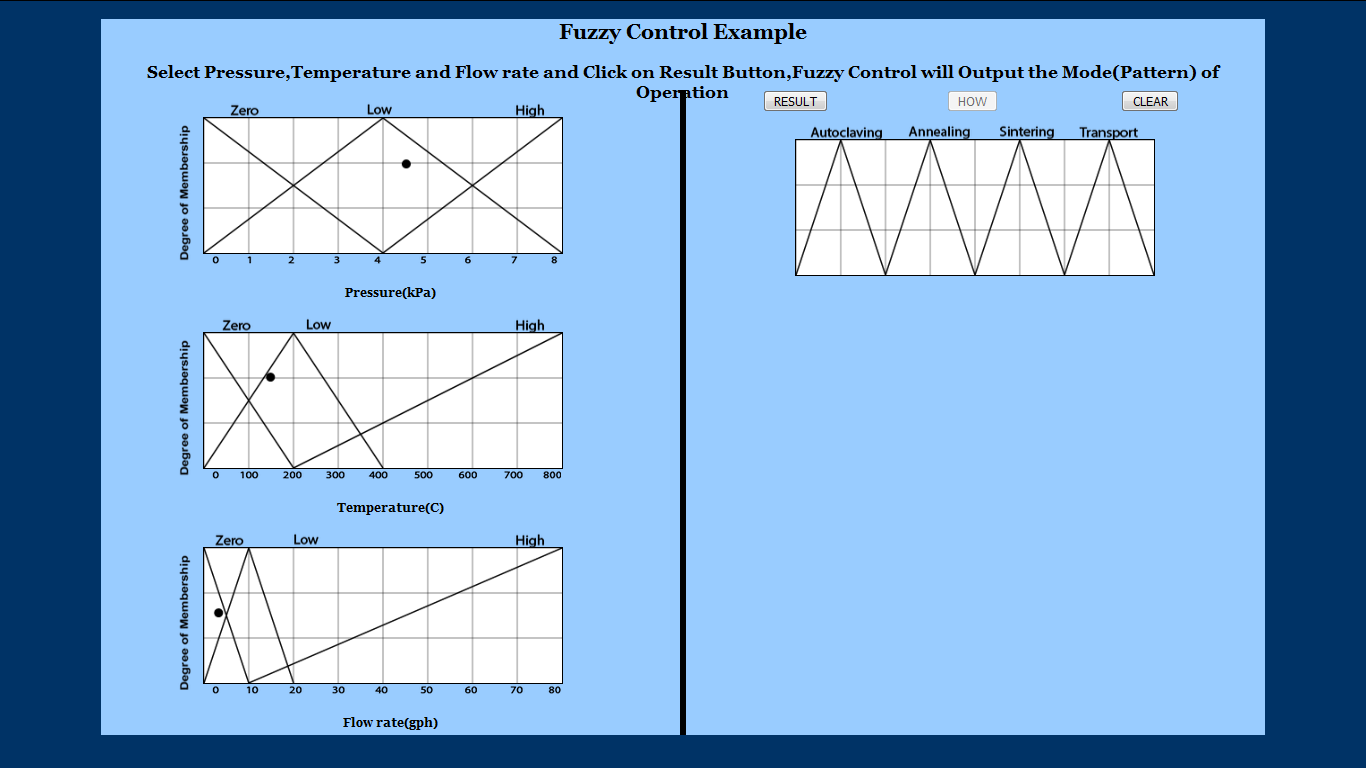 Fuzzy Control Example
Select Pressure,Temperature and Flow rate and Click on Result Button,Fuzzy Control will Output the Mode(Pattern) of
Operation
Zero Low High
Degree of Membership
0 1 2 3 4 5 6 7 8
Pressure(kPa)
Zero Low High
Degree of Membership
0 100 200 300 400 500 600 700 800
Temperature(C)
Zero Low High
Degree of Membership
0 10 20 30 40 50 60 70 80
Flow rate(gph)
RESULT HOW CLEAR
Autoclaving Annealing Sintering Transport